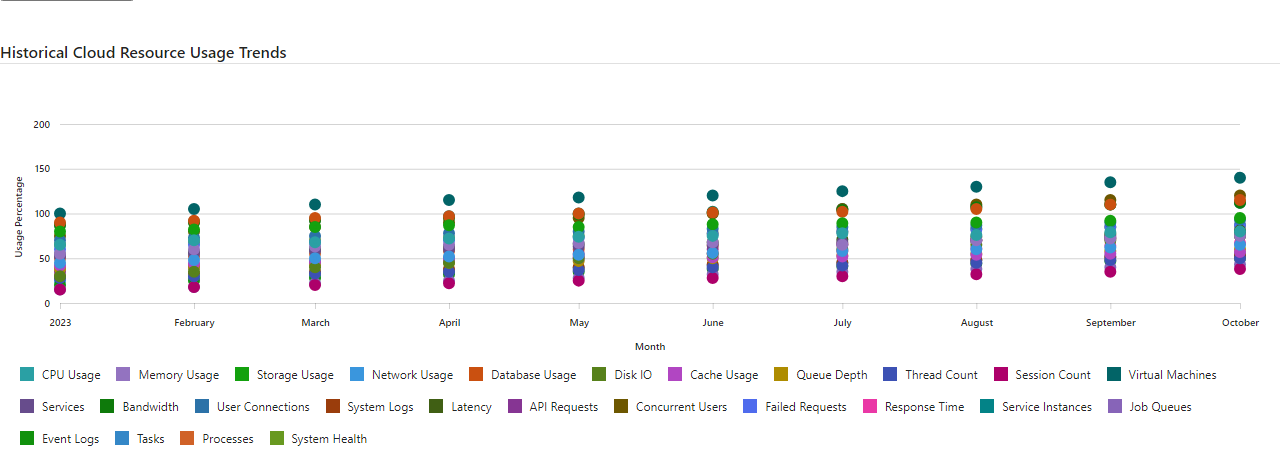 Historical Cloud Resource Usage Trends
200
150
100
50
0
Usage Percentage
2023 February March April May June July August September October
Month
CPU Usage Memory Usage Storage Usage Network Usage Database Usage Disk IO Cache Usage Queue Depth Thread Count Session Count Virtual Machines
Services Bandwidth User Connections System Logs Latency API Requests Concurrent Users Failed Requests Response Time Service Instances Job Queues
Event Logs Tasks Processes System Health